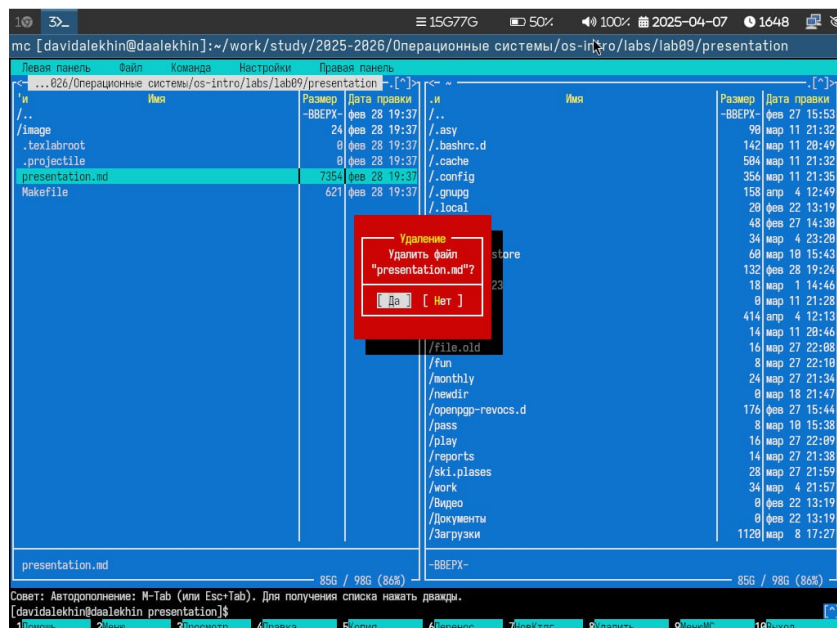 1 3 ≡ 15G77G 50% 100% 2025-04-07 1648
mc [davidalekhin@daalekhin]:~/work/study/2025-2026/Операционные системы/os-intro/labs/lab09/presentation
Левая панель Файл Команда Настройки Правая панель
<- ...026/Операционные системы/os-intro/labs/lab09/presentation .[^]> <- ~ .[^]>
'и Имя Размер Дата правки .и Имя Размер Дата правки
/.. -ВВЕРХ- фев 28 19:37 /.. -ВВЕРХ- фев 27 15:53
/image 24 фев 28 19:37 /.asy 90 мар 11 21:32
.texlabroot 0 фев 28 19:37 /.bashrc.d 142 мар 11 20:49
.projectile 0 фев 28 19:37 /.cache 504 мар 11 21:32
presentation.md 7354 фев 28 19:37 /.config 356 мар 11 21:35
Makefile 621 фев 28 19:37 /.gnupg 158 апр 4 12:49
/.local 20 фев 22 13:19
48 фев 27 14:30
Удаление 34 мар 4 23:20
Удалить файл store 60 мар 10 15:43
"presentation.md"? 132 фев 28 19:24
23 18 мар 1 14:46
[ Да ] [ Нет ] 0 мар 11 21:28
414 апр 4 12:13
14 мар 11 20:46
/file.old 16 мар 27 22:08
/fun 8 мар 27 22:10
/monthly 24 мар 27 21:34
/newdir 0 мар 18 21:47
/openpgp-revocs.d 176 фев 27 15:44
/pass 8 мар 10 15:38
/play 16 мар 27 22:09
/reports 14 мар 27 21:38
/ski.plases 28 мар 27 21:59
/work 34 мар 4 21:57
/Видео 0 фев 22 13:19
/Документы 0 фев 22 13:19
/Загрузки 1120 мар 8 17:27
presentation.md -ВВЕРХ-
85G / 98G (86%) 85G / 98G (86%)
Совет: Автодополнение: M-Tab (или Esc+Tab). Для получения списка нажать дважды.
[davidalekhin@daalekhin presentation]$ [^]
1Помощь 2Меню 3Просмотр 4Правка 5Копия 6Перенос 7НовКтлг 8Удалить 9МенюMC 10Выход